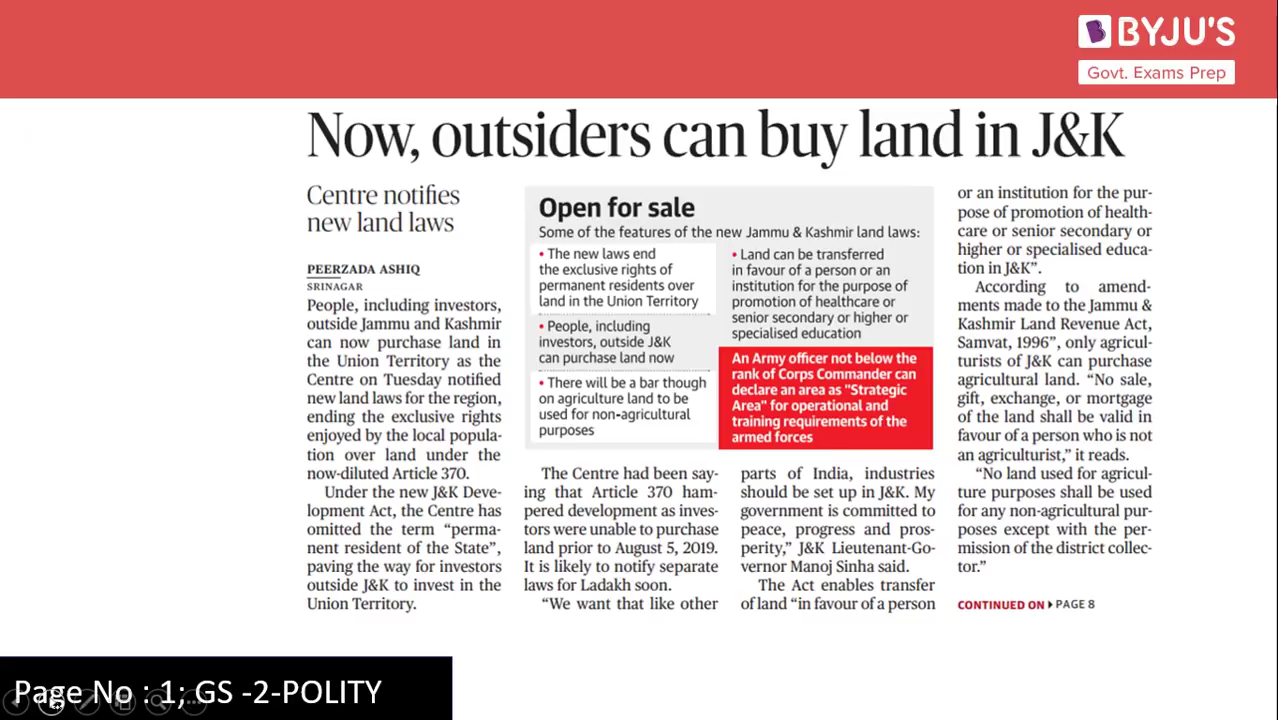 BYJU'S
Govt. Exams Prep
Now, outsiders can buy land in J&K
Centre notifies
new land laws
PEERZADA ASHIQ
SRINAGAR
People, including investors,
outside Jammu and Kashmir
can now purchase land in
the Union Territory as the
Centre on Tuesday notified
new land laws for the region,
ending the exclusive rights
enjoyed by the local popula-
tion over land under the
now-diluted Article 370.
Under the new J&K Deve-
lopment Act, the Centre has
omitted the term “perma-
nent resident of the State”,
paving the way for investors
outside J&K to invest in the
Union Territory.
Open for sale
Some of the features of the new Jammu & Kashmir land laws:
• The new laws end
the exclusive rights of
permanent residents over
land in the Union Territory
• People, including
investors, outside J&K
can purchase land now
• There will be a bar though
on agriculture land to be
used for non-agricultural
purposes
• Land can be transferred
in favour of a person or an
institution for the purpose of
promotion of healthcare or
senior secondary or higher or
specialised education
An Army officer not below the
rank of Corps Commander can
declare an area as "Strategic
Area" for operational and
training requirements of the
armed forces
The Centre had been say-
ing that Article 370 ham-
pered development as inves-
tors were unable to purchase
land prior to August 5, 2019.
It is likely to notify separate
laws for Ladakh soon.
“We want that like other
parts of India, industries
should be set up in J&K. My
government is committed to
peace, progress and pros-
perity,” J&K Lieutenant-Go-
vernor Manoj Sinha said.
The Act enables transfer
of land “in favour of a person
or an institution for the pur-
pose of promotion of health-
care or senior secondary or
higher or specialised educa-
tion in J&K”.
According to amend-
ments made to the Jammu &
Kashmir Land Revenue Act,
Samvat, 1996”, only agricul-
turists of J&K can purchase
agricultural land. “No sale,
gift, exchange, or mortgage
of the land shall be valid in
favour of a person who is not
an agriculturist,” it reads.
“No land used for agricul-
ture purposes shall be used
for any non-agricultural pur-
poses except with the per-
mission of the district collec-
tor.”
CONTINUED ON ▸ PAGE 8
Page No : 1; GS -2-POLITY